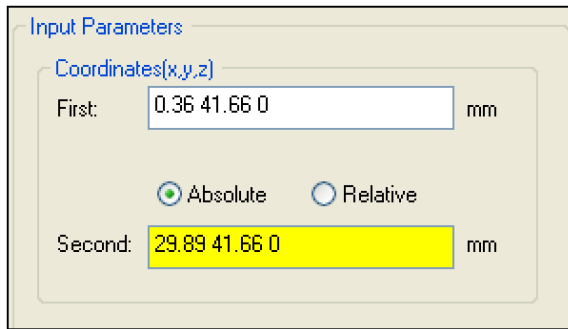 Input Parameters
Coordinates(x,y,z)
First: 0.36 41.66 0 mm
Absolute Relative
Second: 29.89 41.66 0 mm